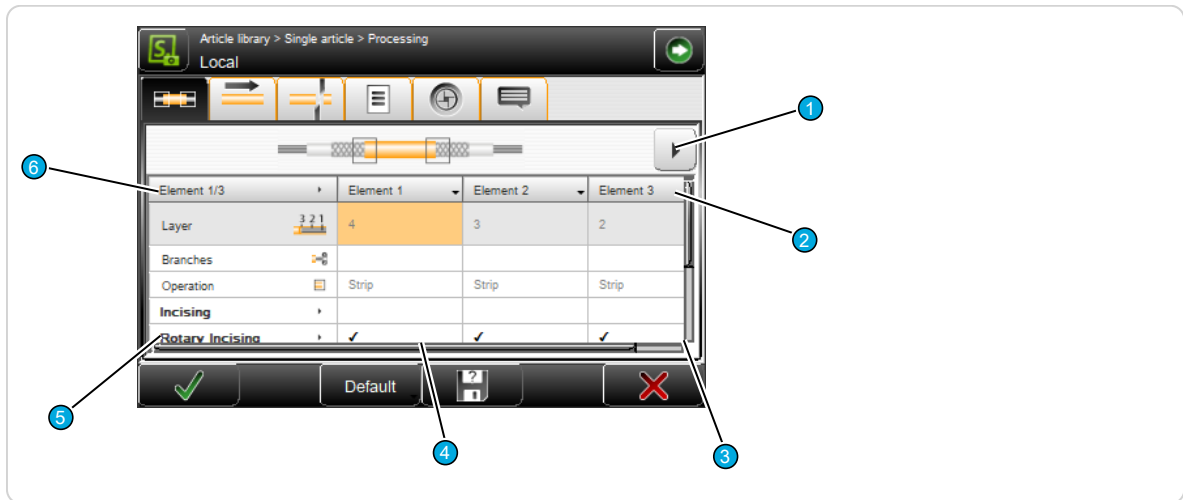 Article library > Single article > Processing
Local
1
6
Element 1/3 Element 1 Element 2 Element 3
Layer 3 2 1 4 3 2
2
Branches
Operation Strip Strip Strip
Incising
Rotary Incising ✓ ✓ ✓
Default ?
5
4
3